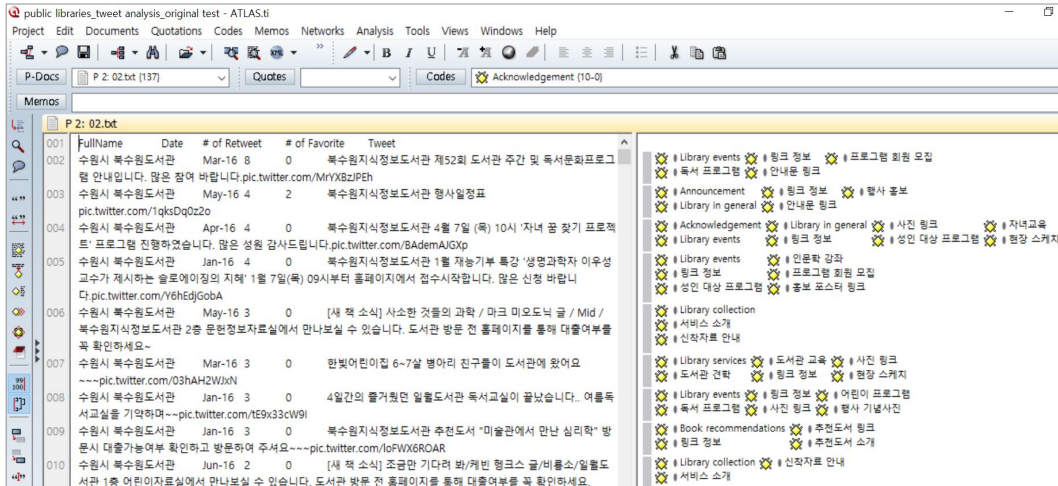 public libraries_tweet analysis_original test - ATLAS.ti
Project Edit Documents Quotations Codes Memos Networks Analysis Tools Views Windows Help
P-Docs P 2: 02.txt {137} Quotes Codes Acknowledgement {10-0}
Memos
P 2: 02.txt
001 FullName Date # of Retweet # of Favorite Tweet
002 수원시 북수원도서관 Mar-16 8 0 북수원지식정보도서관 제52회 도서관 주간 및 독서문화프로그
램 안내입니다. 많은 참여 바랍니다.pic.twitter.com/MrYXBzJPEh
003 수원시 북수원도서관 May-16 4 2 북수원지식정보도서관 행사일정표
pic.twitter.com/1qksDq0z2o
004 수원시 북수원도서관 Apr-16 4 0 북수원지식정보도서관 4월 7일 (목) 10시 '자녀 꿈 찾기 프로젝
트' 프로그램 진행하였습니다. 많은 성원 감사드립니다.pic.twitter.com/BAdemAJGXp
005 수원시 북수원도서관 Jan-16 4 0 북수원지식정보도서관 1월 재능기부 특강 '생명과학자 이우성
교수가 제시하는 슬로에이징의 지혜' 1월 7일(목) 09시부터 홈페이지에서 접수시작합니다. 많은 신청 바랍니
다.pic.twitter.com/Y6hEdjGobA
006 수원시 북수원도서관 May-16 3 0 [새 책 소식] 사소한 것들의 과학 / 마크 미오도닉 글 / Mid /
북수원지식정보도서관 2층 문헌정보자료실에서 만나보실 수 있습니다. 도서관 방문 전 홈페이지를 통해 대출여부를
꼭 확인하세요~
007 수원시 북수원도서관 Mar-16 3 0 한빛어린이집 6~7살 병아리 친구들이 도서관에 왔어요
~~~pic.twitter.com/03hAH2WJxN
008 수원시 북수원도서관 Jan-16 3 0 4일간의 즐거웠던 일월도서관 독서교실이 끝났습니다.. 여름독
서교실을 기약하며~~pic.twitter.com/tE9x33cW9I
009 수원시 북수원도서관 Jan-16 3 0 북수원지식정보도서관 추천도서 "미술관에서 만난 심리학" 방
문시 대출가능여부 확인하고 방문하여 주셔요~~~pic.twitter.com/loFWX6ROAR
010 수원시 북수원도서관 Jun-16 2 0 [새 책 소식] 조금만 기다려 봐/케빈 헹크스 글/비룡소/일월도
서관 1층 어린이자료실에서 만나보실 수 있습니다. 도서관 방문 전 홈페이지를 통해 대출여부를 꼭 확인하세요.
Library events 링크 정보 프로그램 회원 모집
독서 프로그램 안내문 링크
Announcement 링크 정보 행사 홍보
Library in general 안내문 링크
Acknowledgement Library in general 사진 링크 자녀교육
Library events 링크 정보 성인 대상 프로그램 현장 스케치
Library events 인문학 강좌
링크 정보 프로그램 회원 모집
성인 대상 프로그램 홍보 포스터 링크
Library collection
서비스 소개
신착자료 안내
Library services 도서관 교육 사진 링크
도서관 견학 링크 정보 현장 스케치
Library events 링크 정보 어린이 프로그램
독서 프로그램 사진 링크 행사 기념사진
Book recommendations 추천도서 링크
링크 정보 추천도서 소개
Library collection 신착자료 안내
서비스 소개